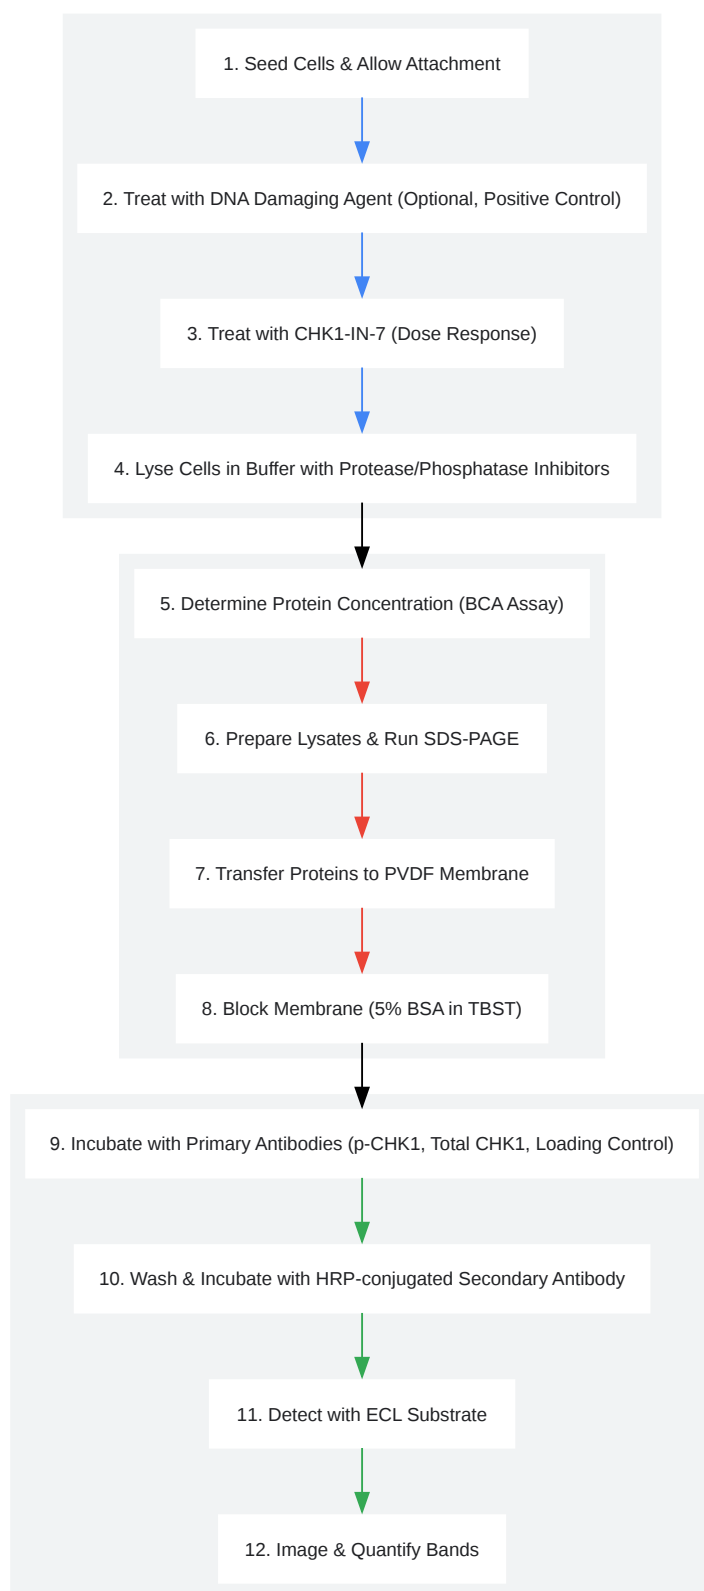 1. Seed Cells & Allow Attachment
2. Treat with DNA Damaging Agent (Optional, Positive Control)
3. Treat with CHK1-IN-7 (Dose Response)
4. Lyse Cells in Buffer with Protease/Phosphatase Inhibitors
5. Determine Protein Concentration (BCA Assay)
6. Prepare Lysates & Run SDS-PAGE
7. Transfer Proteins to PVDF Membrane
8. Block Membrane (5% BSA in TBST)
9. Incubate with Primary Antibodies (p-CHK1, Total CHK1, Loading Control)
10. Wash & Incubate with HRP-conjugated Secondary Antibody
11. Detect with ECL Substrate
12. Image & Quantify Bands